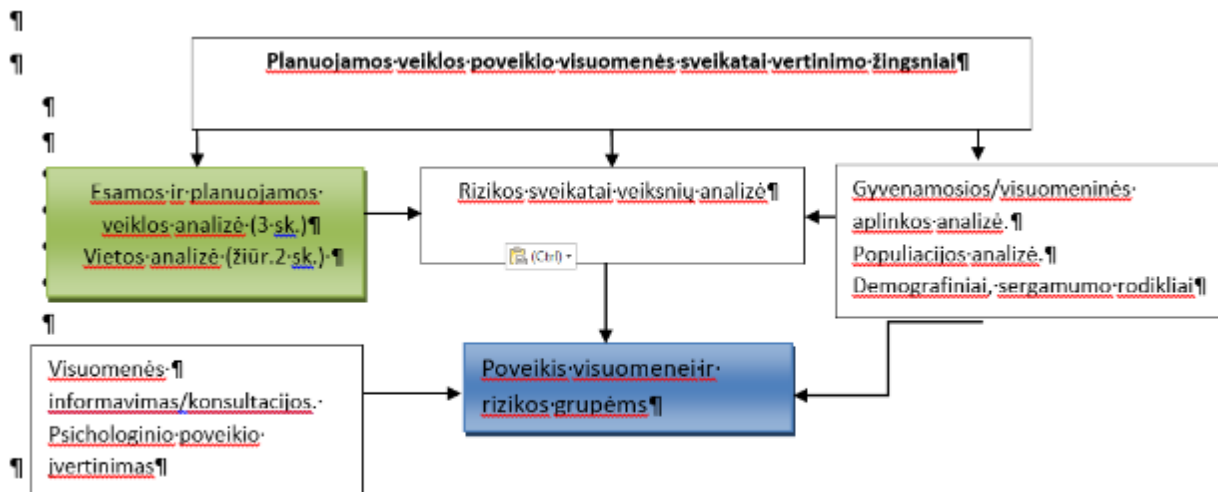 Planuojamos veiklos poveikio visuomenės sveikatai vertinimo žingsniai¶
Esamos ir planuojamos
veiklos analizė (3 sk.)¶
Vietos analizė (žiūr.2 sk.) ¶
Rizikos sveikatai veiksnių analizė¶
(Ctrl)
Gyvenamosios/visuomeninės
aplinkos analizė.¶
Populiacijos analizė.¶
Demografiniai, sergamumo rodikliai¶
Visuomenės ¶
informavimas/konsultacijos.
Psichologinio poveikio
įvertinimas¶
Poveikis visuomenei ir
rizikos grupėms¶